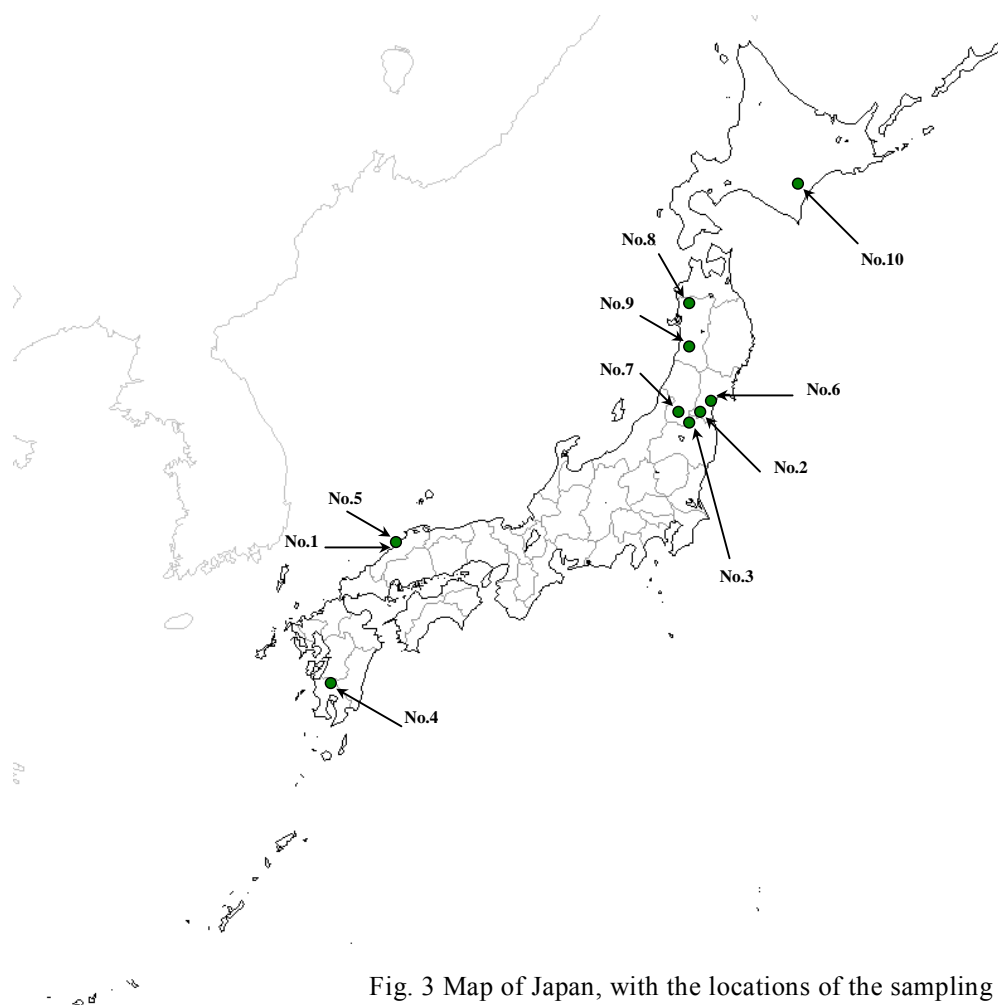 No.8
No.10
No.9
No.7
No.6
No.2
No.5
No.1
No.3
No.4
Fig. 3 Map of Japan, with the locations of the sampling